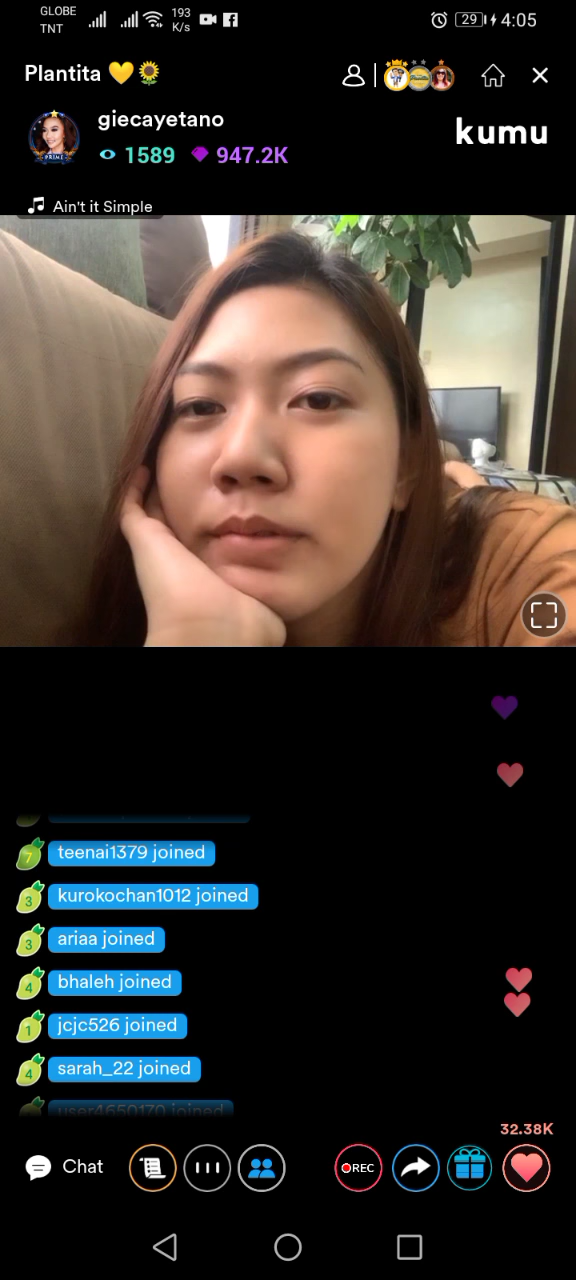 GLOBE
TNT
193
K/s
29
4:05
Plantita 💛🌻
giecayetano
PRIME
1589
947.2K
kumu
Ain't it Simple
7
teenai1379 joined
3
kurokochan1012 joined
3
ariaa joined
4
bhaleh joined
1
jcjc526 joined
4
sarah_22 joined
user4650170 joined
32.38K
Chat
REC